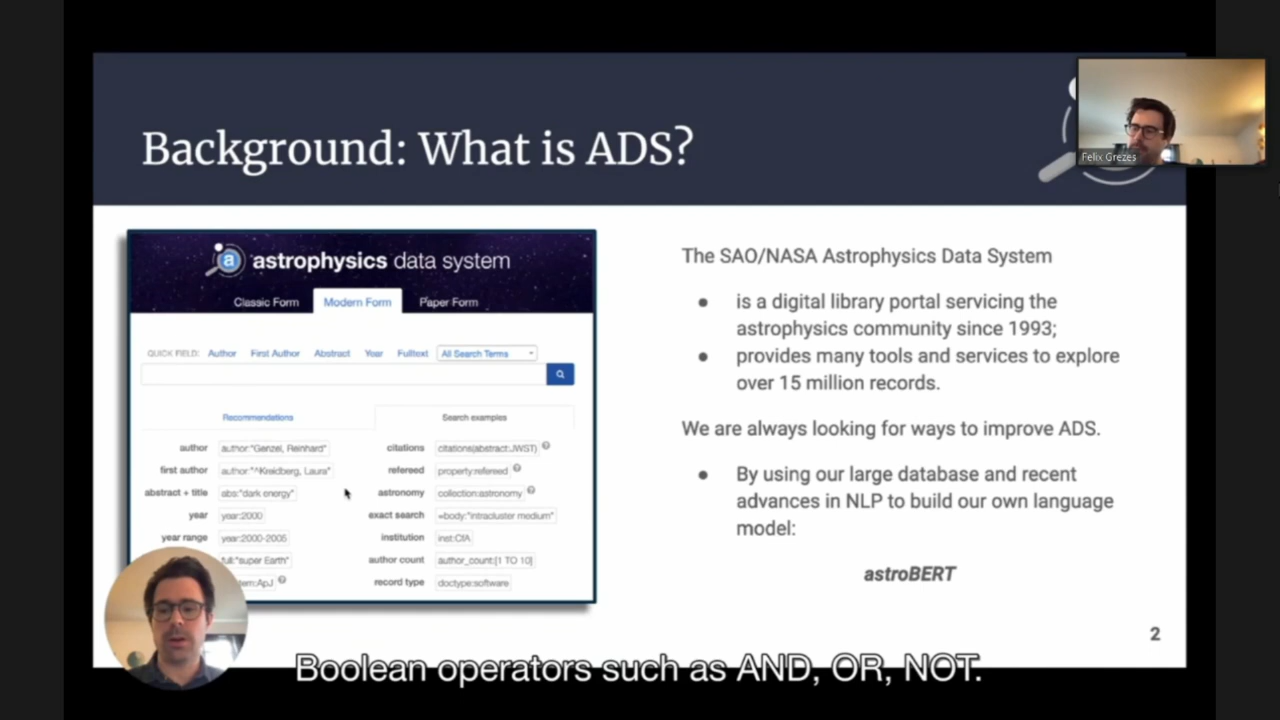 Background: What is ADS?
Felix Grezes
a astrophysics data system
Classic Form Modern Form Paper Form
QUICK FIELD: Author First Author Abstract Year Fulltext All Search Terms
Recommendations Search examples
author author:"Genzel, Reinhard" citations citations(abstract:JWST)
first author author:"^Kreidberg, Laura" refereed property:refereed
abstract + title abs:"dark energy" astronomy collection:astronomy
year year:2000 exact search =body:"intracluster medium"
year range year:2000-2005 institution inst:CfA
full:"super Earth" author count author_count:[1 TO 10]
tem:ApJ record type doctype:software
The SAO/NASA Astrophysics Data System
● is a digital library portal servicing the
astrophysics community since 1993;
● provides many tools and services to explore
over 15 million records.
We are always looking for ways to improve ADS.
● By using our large database and recent
advances in NLP to build our own language
model:
astroBERT
2
Boolean operators such as AND, OR, NOT.